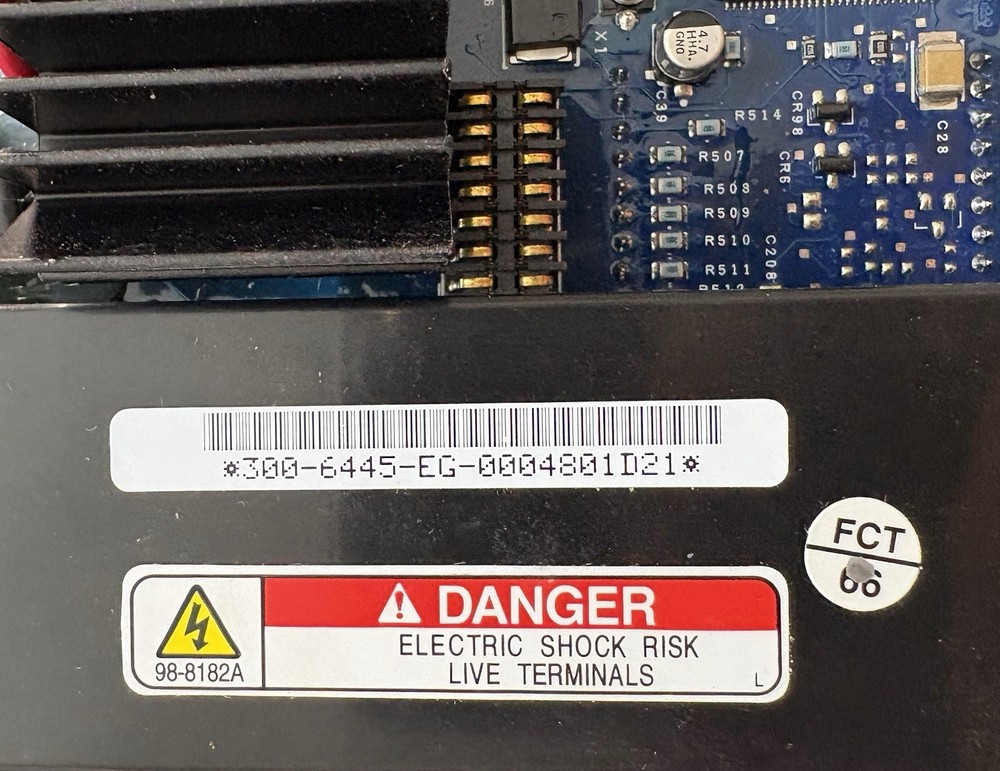 X1
4.7
HHA.
GNO
C39
R514
CR98
C28
R507
CR6
R508
R509
R510
C208
R511
R512
*300-6445-EG-0004801D21*
FCT
66
DANGER
98-8182A
ELECTRIC SHOCK RISK
LIVE TERMINALS
L